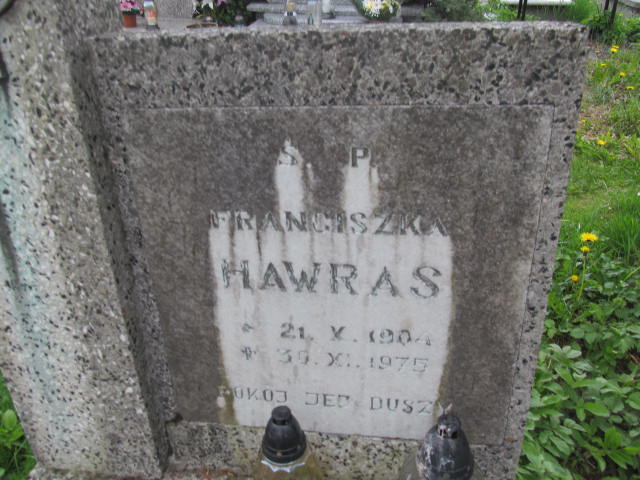 S P
FRANCISZKA
HAWRAS
* 21. X. 1904
+ 30. XI. 1975
POKOJ JEJ DUSZY